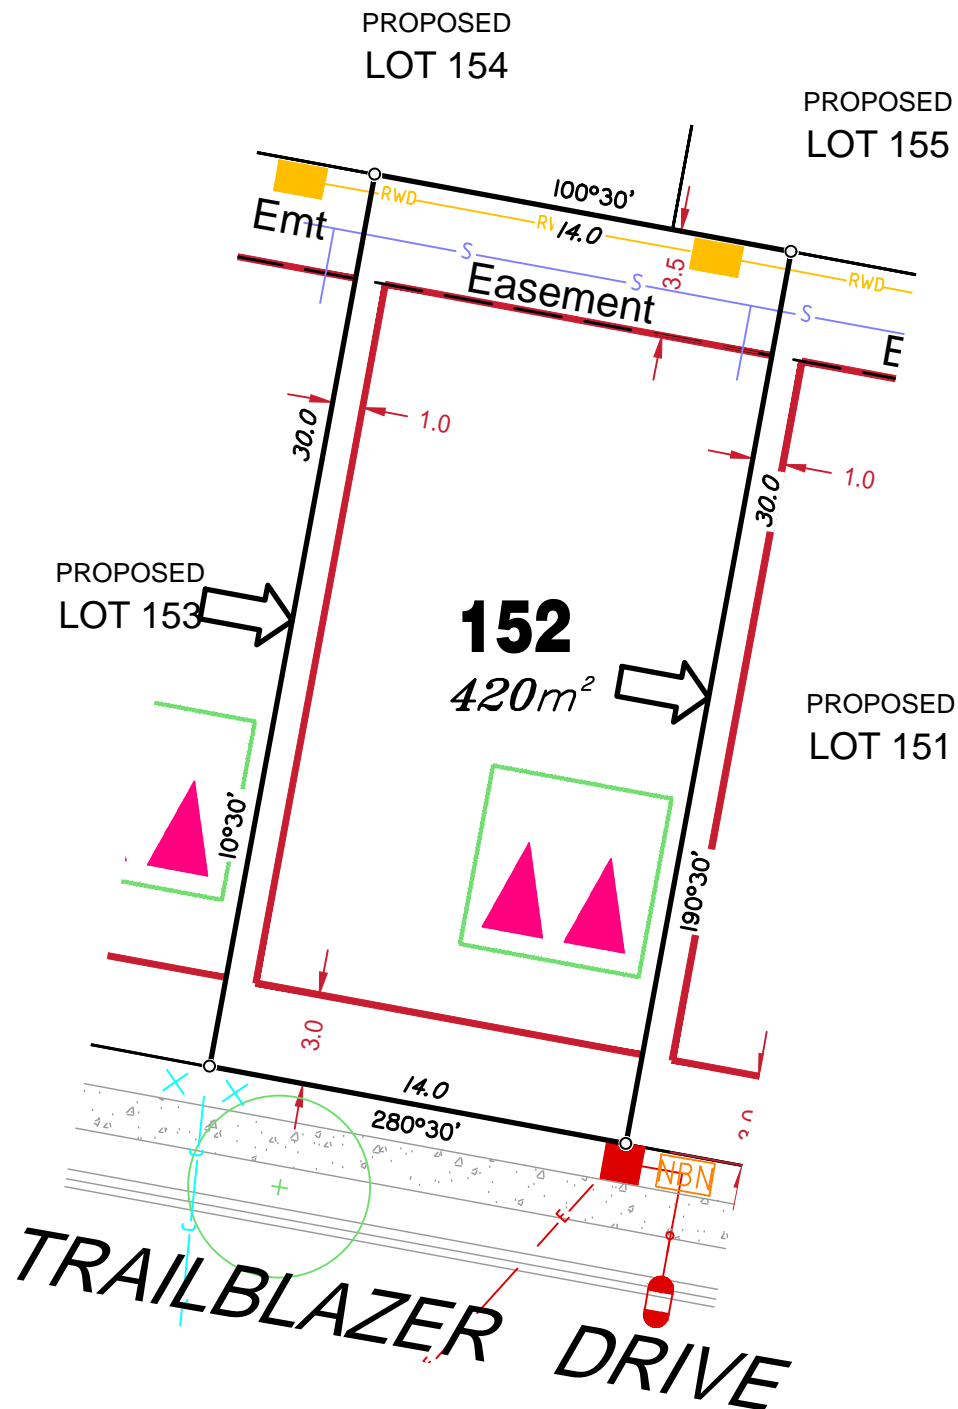 PROPOSED
LOT 154
PROPOSED
LOT 155
100°30'
RWD
14.0
RWD
Emt
S
S
S
3.5
Easement
E
30.0
1.0
30.0
1.0
PROPOSED
LOT 153
152
420m²
PROPOSED
LOT 151
10°30'
190°30'
3.0
14.0
280°30'
NBN
E
TRAILBLAZER DRIVE